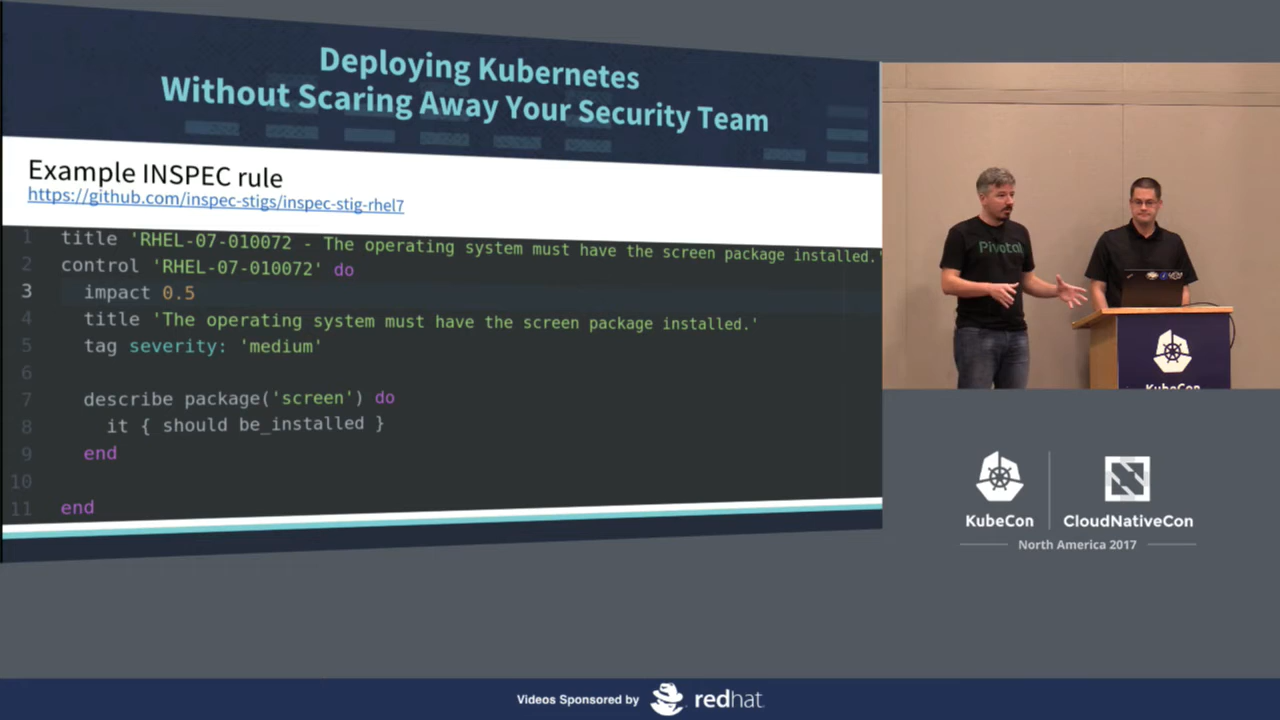 Deploying Kubernetes
Without Scaring Away Your Security Team
Example INSPEC rule
https://github.com/inspec-stigs/inspec-stig-rhel7
1 title 'RHEL-07-010072 - The operating system must have the screen package installed.'
2 control 'RHEL-07-010072' do
3 impact 0.5
4 title 'The operating system must have the screen package installed.'
5 tag severity: 'medium'
6
7 describe package('screen') do
8 it { should be_installed }
9 end
10
11 end
Pivotal
KubeCon
KubeCon
CloudNativeCon
North America 2017
Videos Sponsored by
redhat